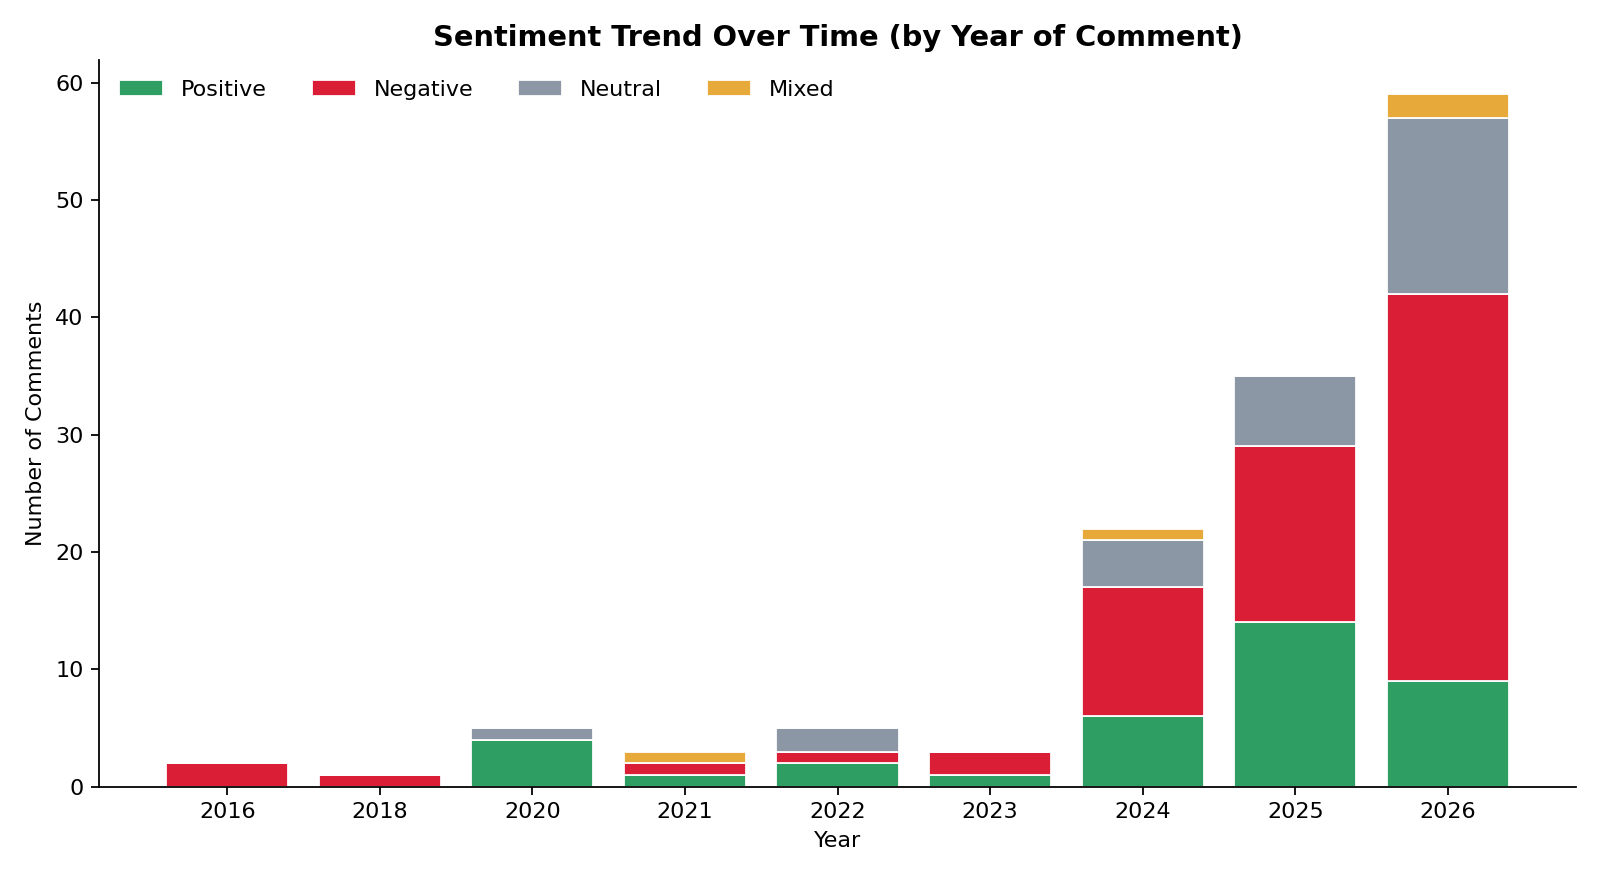 Sentiment Trend Over Time (by Year of Comment)
Positive Negative Neutral Mixed
60
50
40
30
20
10
0
Number of Comments
2016 2018 2020 2021 2022 2023 2024 2025 2026
Year